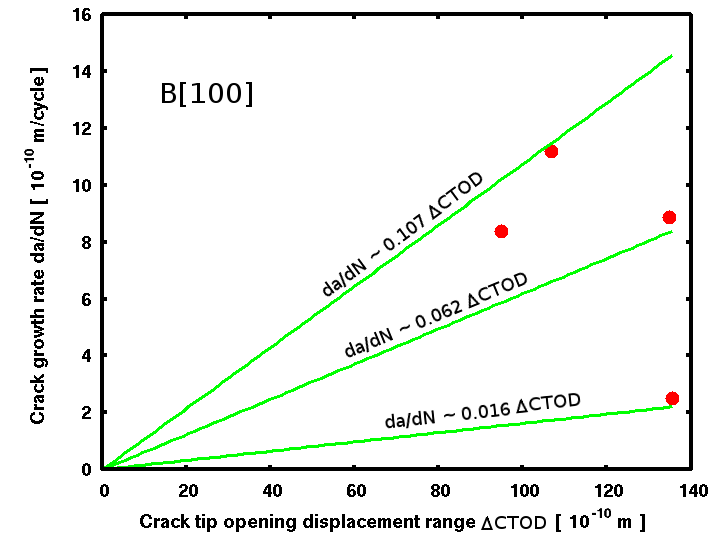 16
14
12
10
8
6
4
2
0
B[100]
da/dN ~ 0.107 ΔCTOD
da/dN ~ 0.062 ΔCTOD
da/dN ~ 0.016 ΔCTOD
Crack growth rate da/dN [ 10⁻¹⁰ m/cycle]
0 20 40 60 80 100 120 140
Crack tip opening displacement range ΔCTOD [ 10⁻¹⁰ m ]